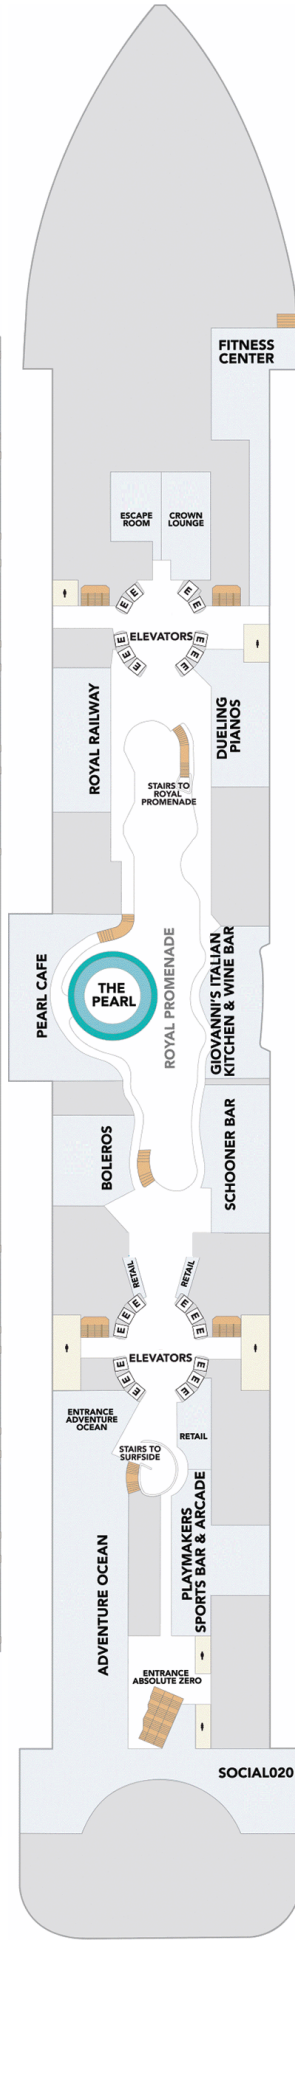 FITNESS
CENTER
ESCAPE
ROOM
CROWN
LOUNGE
E
E
E
E
ELEVATORS
E
E
E
E
E
E
ROYAL RAILWAY
DUELING
PIANOS
STAIRS TO
ROYAL
PROMENADE
PEARL CAFE
THE
PEARL
ROYAL PROMENADE
GIOVANNI'S ITALIAN
KITCHEN & WINE BAR
BOLEROS
SCHOONER BAR
RETAIL
RETAIL
E
E
E
E
E
E
ELEVATORS
E
E
E
E
E
E
ENTRANCE
ADVENTURE
OCEAN
RETAIL
STAIRS TO
SURFSIDE
ADVENTURE OCEAN
PLAYMAKERS
SPORTS BAR & ARCADE
ENTRANCE
ABSOLUTE ZERO
SOCIAL020